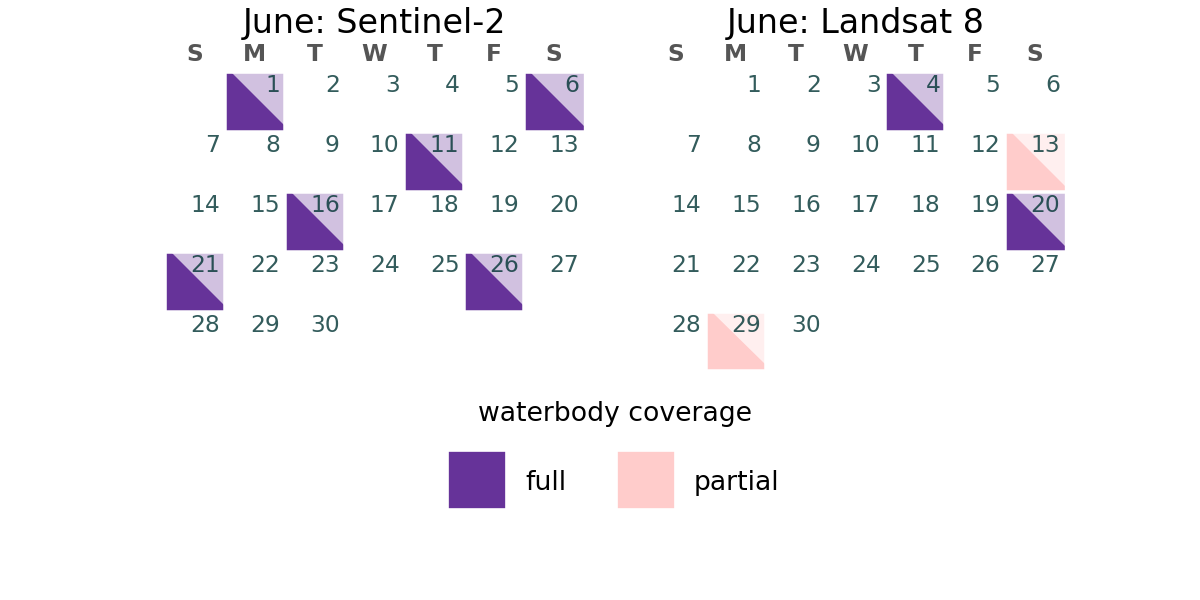 June: Sentinel-2
S M T W T F S
1 2 3 4 5 6
7 8 9 10 11 12 13
14 15 16 17 18 19 20
21 22 23 24 25 26 27
28 29 30
June: Landsat 8
S M T W T F S
1 2 3 4 5 6
7 8 9 10 11 12 13
14 15 16 17 18 19 20
21 22 23 24 25 26 27
28 29 30
waterbody coverage
full partial